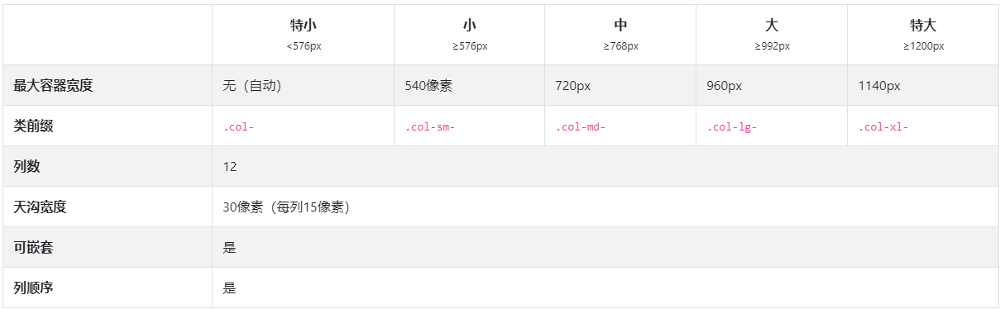 特小 小 中 大 特大
<576px ≥576px ≥768px ≥992px ≥1200px
最大容器宽度 无（自动） 540像素 720px 960px 1140px
类前缀 .col- .col-sm- .col-md- .col-lg- .col-xl-
列数 12
天沟宽度 30像素（每列15像素）
可嵌套 是
列顺序 是